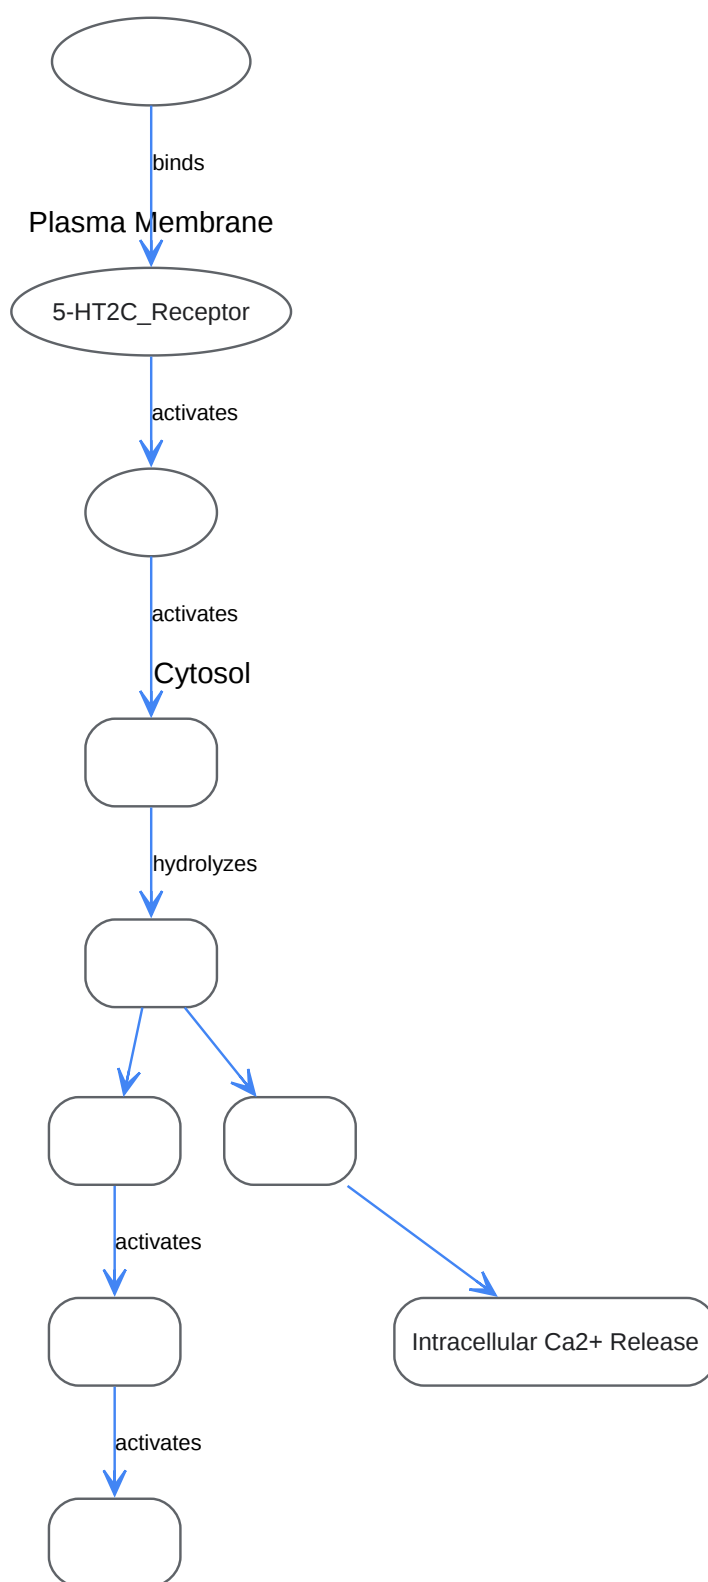 binds
Plasma Membrane
5-HT2C_Receptor
activates
activates
Cytosol
hydrolyzes
activates
Intracellular Ca2+ Release
activates